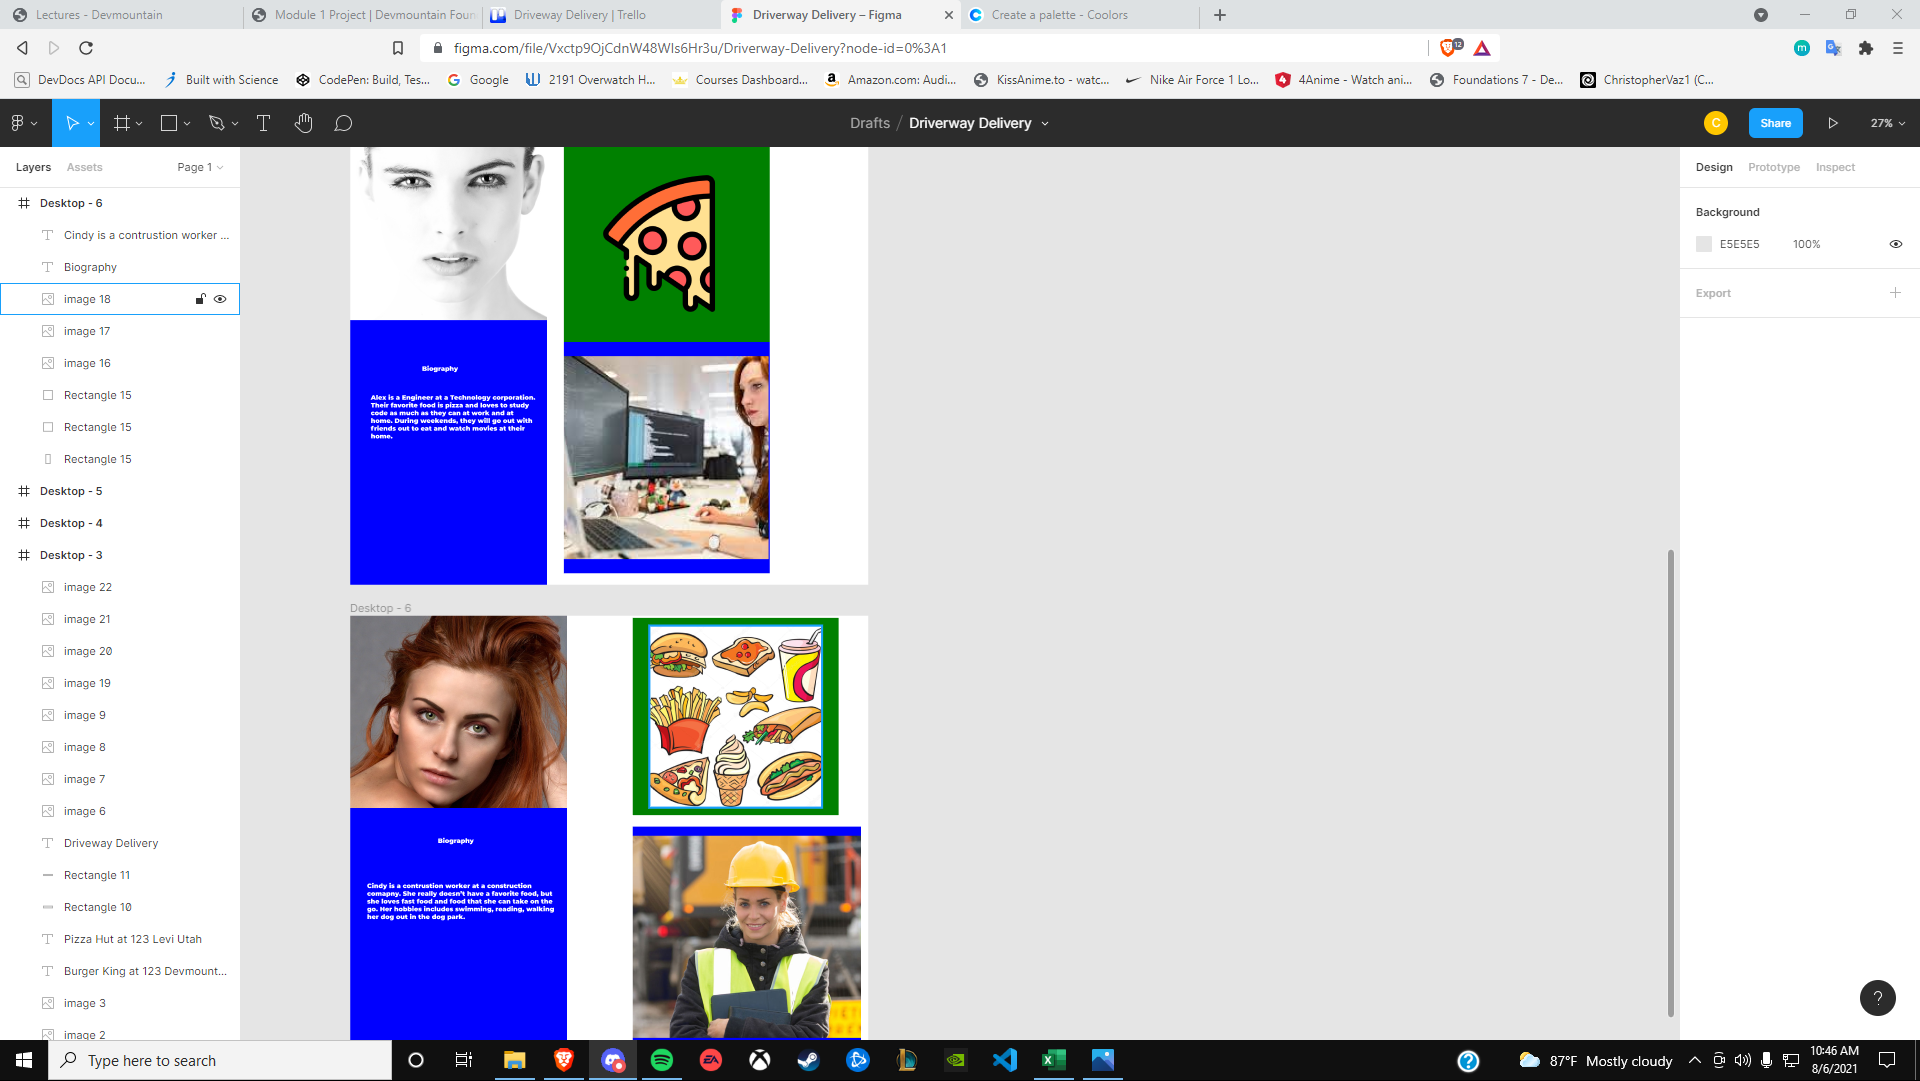 Lectures - Devmountain
Module 1 Project | Devmountain Foun
Driveway Delivery | Trello
Driverway Delivery – Figma
Create a palette - Coolors
figma.com/file/Vxctp9OjCdnW48Wls6Hr3u/Driverway-Delivery?node-id=0%3A1
12
m
DevDocs API Docu...
Built with Science
CodePen: Build, Tes...
Google
2191 Overwatch H...
Courses Dashboard...
Amazon.com: Audi...
KissAnime.to - watc...
Nike Air Force 1 Lo...
4Anime - Watch ani...
Foundations 7 - De...
ChristopherVaz1 (C...
Drafts / Driverway Delivery
C
Share
27%
Layers
Assets
Page 1
Desktop - 6
Cindy is a contrustion worker ...
Biography
image 18
image 17
image 16
Rectangle 15
Rectangle 15
Rectangle 15
Desktop - 5
Desktop - 4
Desktop - 3
image 22
image 21
image 20
image 19
image 9
image 8
image 7
image 6
Driveway Delivery
Rectangle 11
Rectangle 10
Pizza Hut at 123 Levi Utah
Burger King at 123 Devmount...
image 3
image 2
Biography
Alex is a Engineer at a Technology corporation.
Their favorite food is pizza and loves to study
code as much as they can at work and at
home. During weekends, they will go out with
friends out to eat and watch movies at their
home.
Desktop - 6
Biography
Cindy is a contrustion worker at a construction
comapny. She really doesn't have a favorite food, but
she loves fast food and food that she can take on the
go. Her hobbies includes swimming, reading, walking
her dog out in the dog park.
Design
Prototype
Inspect
Background
E5E5E5
100%
Export
?
Type here to search
EA
87°F Mostly cloudy
10:46 AM
8/6/2021